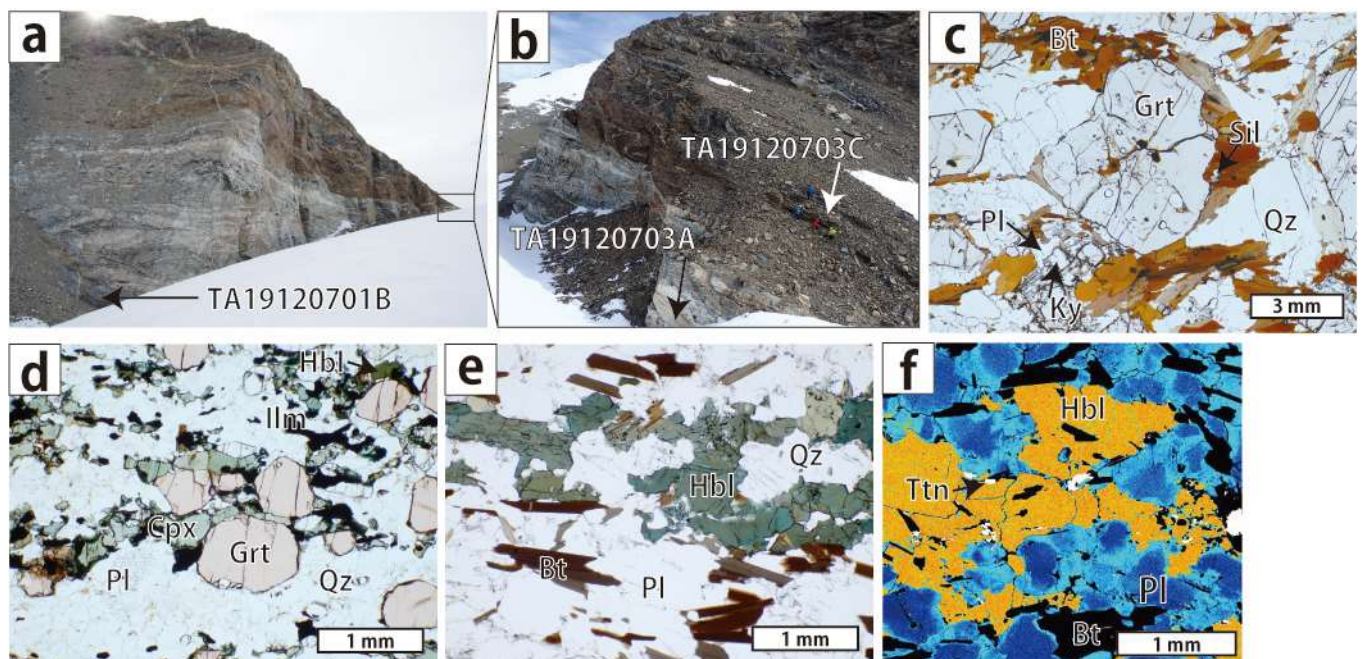 a
TA19120701B
b
TA19120703C
TA19120703A
c
Bt
Grt
Sil
Pl
Qz
Ky
3 mm
d
Hbl
Ilm
Cpx
Grt
Pl
Qz
1 mm
e
Qz
Hbl
Bt
Pl
1 mm
f
Hbl
Ttn
Pl
Bt
1 mm